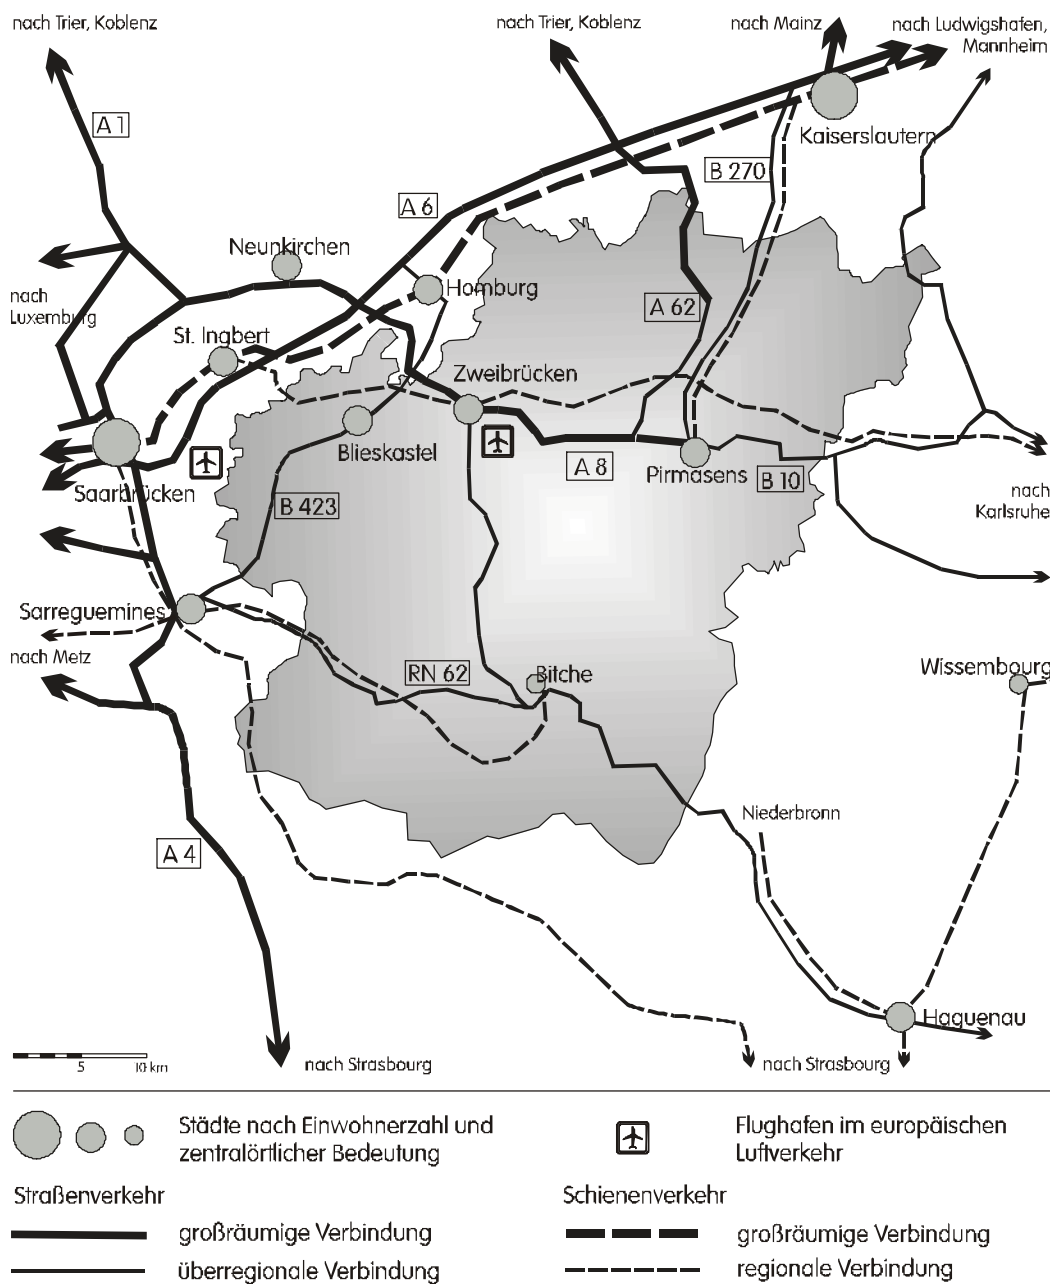 nach Trier, Koblenz
nach Trier, Koblenz
nach Mainz
nach Ludwigshafen,
Mannheim
A 1
Kaiserslautern
B 270
A 6
Neunkirchen
nach
Luxemburg
Homburg
A 62
St. Ingbert
Zweibrücken
Blieskastel
A 8
Pirmasens
B 10
Saarbrücken
B 423
nach
Karlsruhe
Sarreguemines
nach Metz
RN 62
Bitche
Wissembourg
Niederbronn
A 4
Haguenau
5
10 km
nach Strasbourg
nach Strasbourg
Städte nach Einwohnerzahl und
zentralörtlicher Bedeutung
Flughafen im europäischen
Luftverkehr
Straßenverkehr
Schienenverkehr
großräumige Verbindung
großräumige Verbindung
überregionale Verbindung
regionale Verbindung